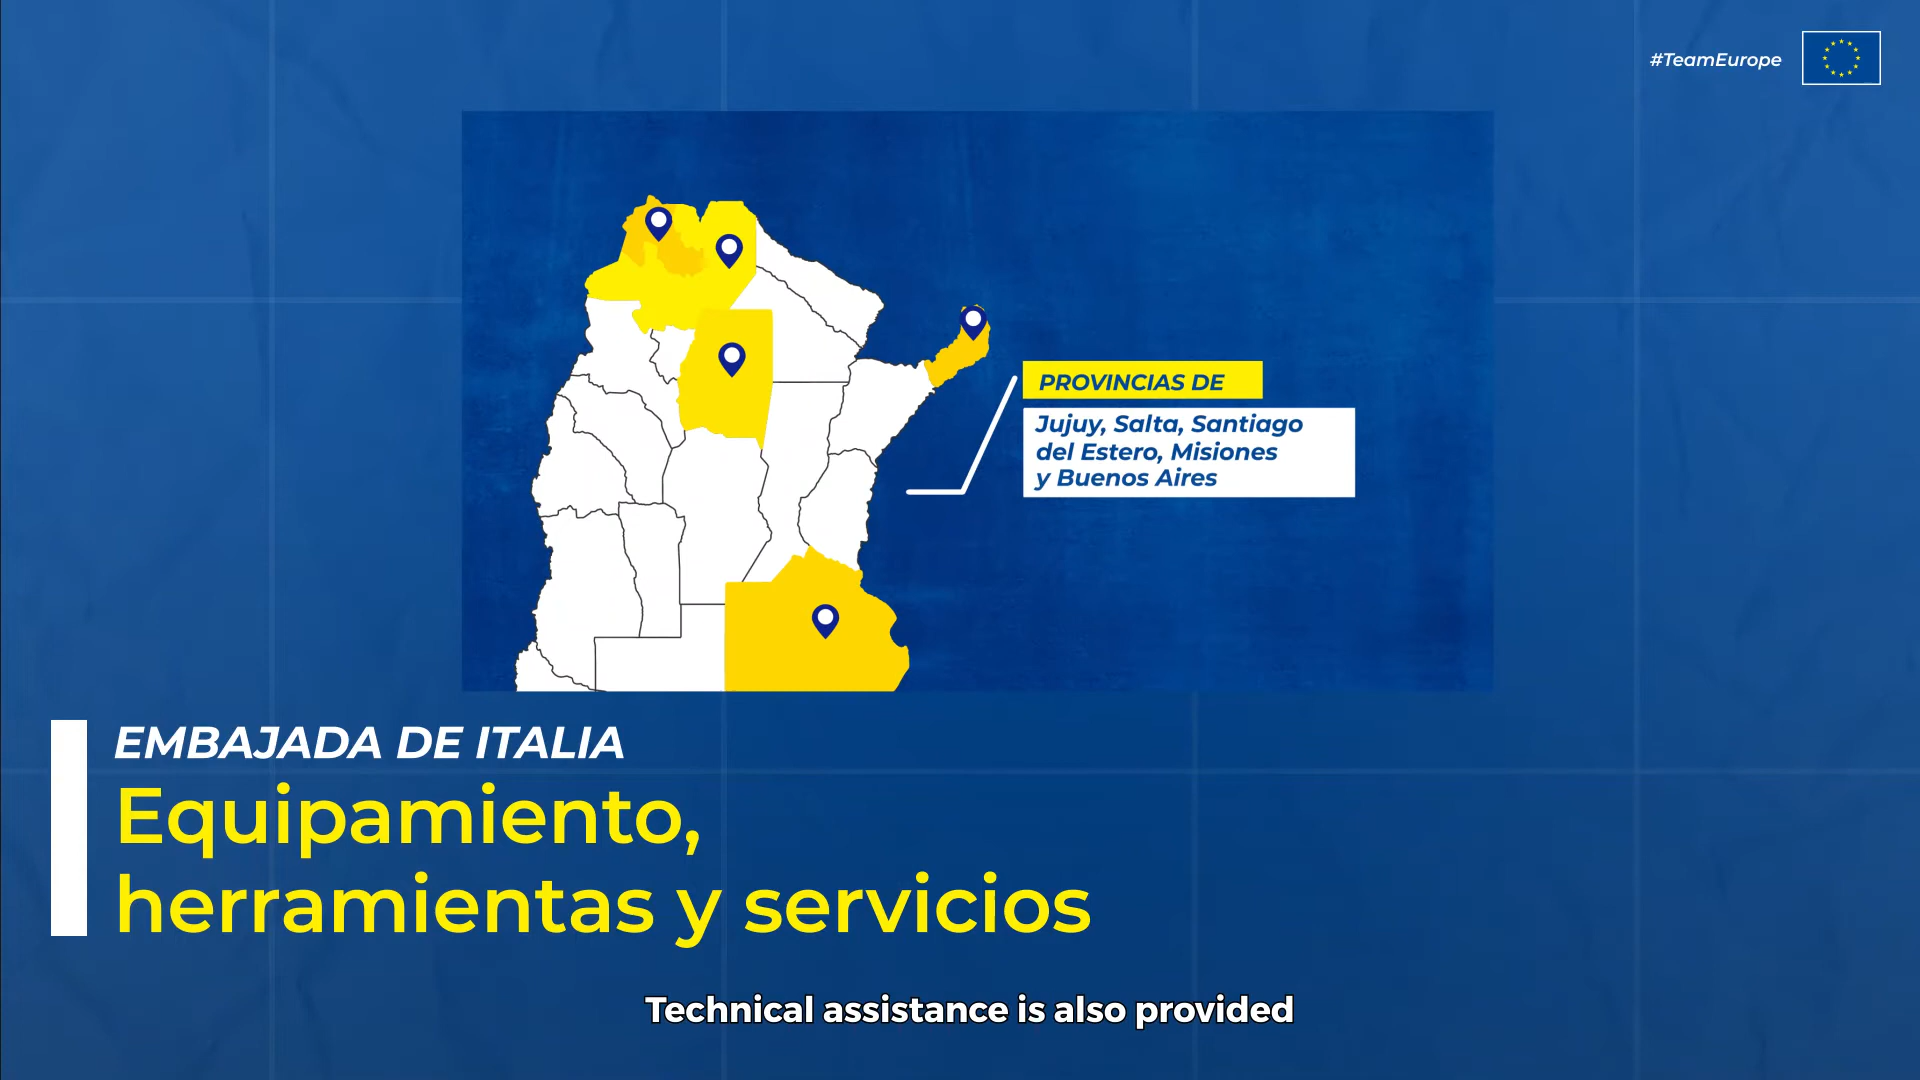 #TeamEurope
PROVINCIAS DE
Jujuy, Salta, Santiago
del Estero, Misiones
y Buenos Aires
EMBAJADA DE ITALIA
Equipamiento,
herramientas y servicios
Technical assistance is also provided